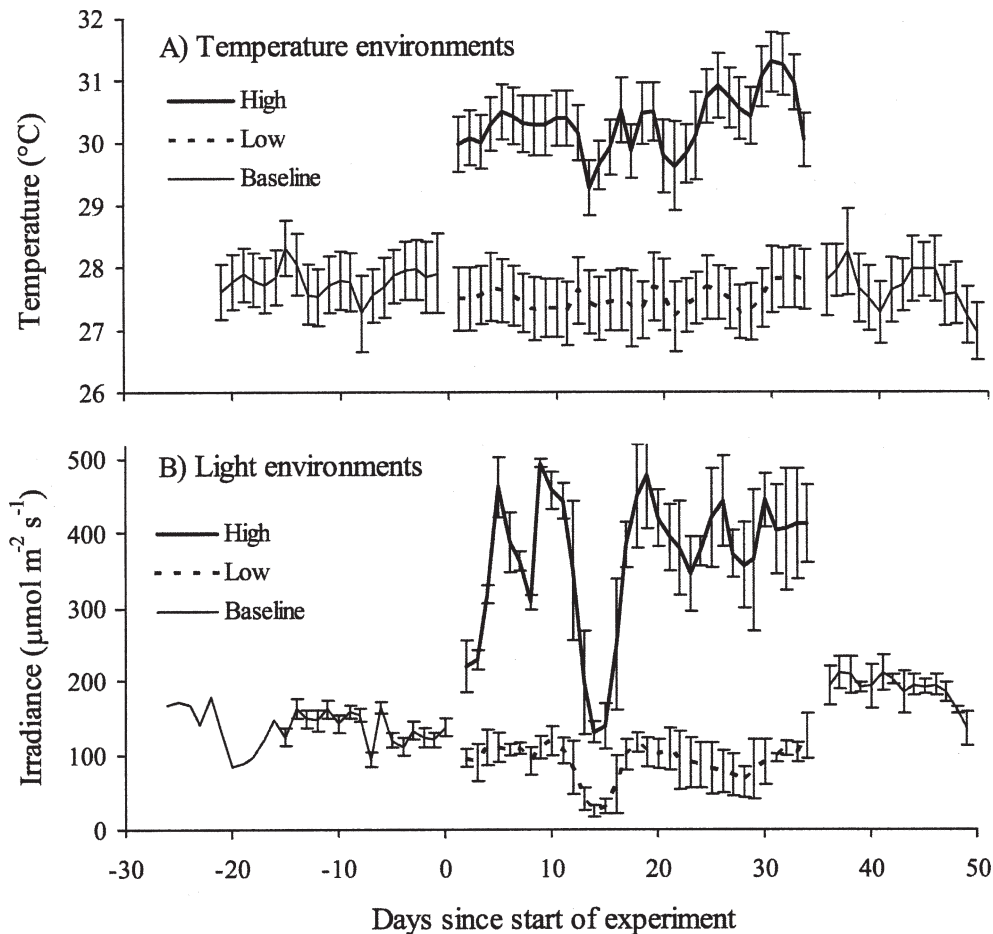 A) Temperature environments
High
Low
Baseline
Temperature (°C)
32
31
30
29
28
27
26
B) Light environments
High
Low
Baseline
Irradiance (μmol m⁻² s⁻¹)
500
400
300
200
100
0
-30 -20 -10 0 10 20 30 40 50
Days since start of experiment